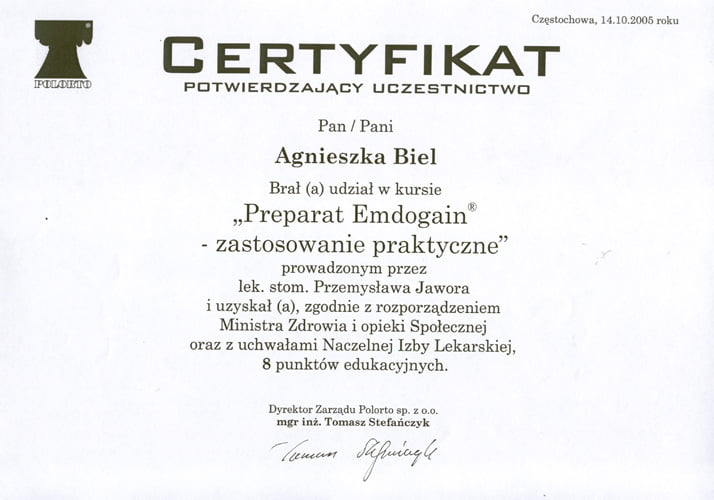 Częstochowa, 14.10.2005 roku
POLORTO
CERTYFIKAT
POTWIERDZAJĄCY UCZESTNICTWO
Pan / Pani
Agnieszka Biel
Brał (a) udział w kursie
„Preparat Emdogain®
- zastosowanie praktyczne”
prowadzonym przez
lek. stom. Przemysława Jawora
i uzyskał (a), zgodnie z rozporządzeniem
Ministra Zdrowia i opieki Społecznej
oraz z uchwałami Naczelnej Izby Lekarskiej,
8 punktów edukacyjnych.
Dyrektor Zarządu Polorto sp. z o.o.
mgr inż. Tomasz Stefańczyk